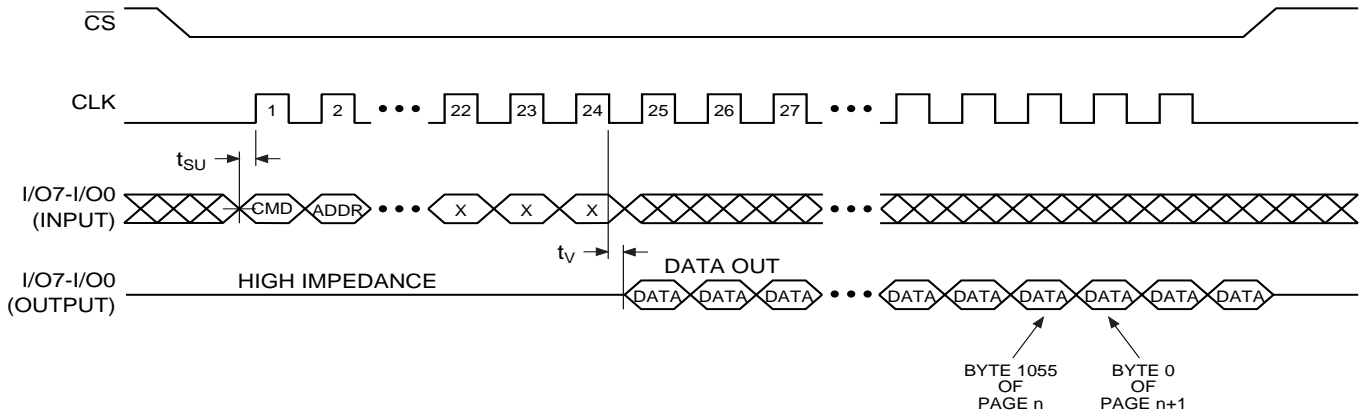 CS
CLK 1 2 ••• 22 23 24 25 26 27 •••
tSU
I/O7-I/O0
(INPUT)
CMD ADDR ••• X X X •••
tV
I/O7-I/O0
(OUTPUT)
HIGH IMPEDANCE
DATA OUT
DATA DATA DATA ••• DATA DATA DATA DATA DATA DATA
BYTE 1055
OF
PAGE n
BYTE 0
OF
PAGE n+1